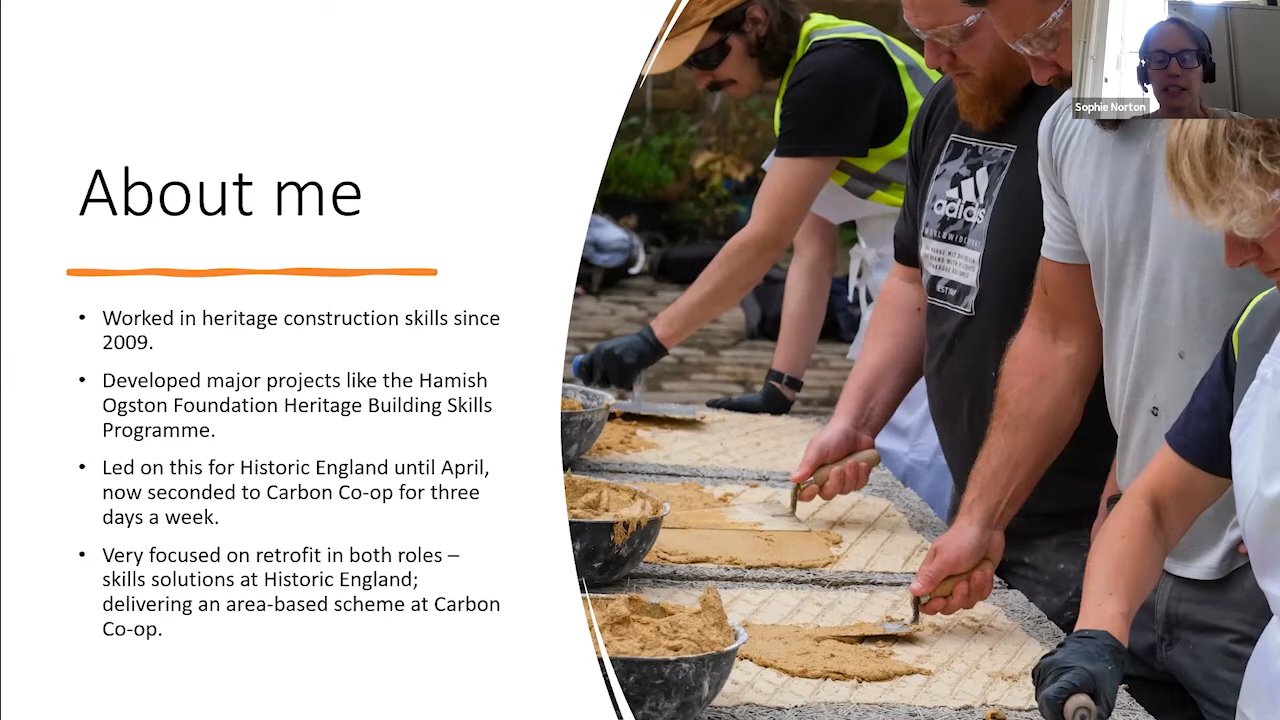 About me
• Worked in heritage construction skills since
2009.
• Developed major projects like the Hamish
Ogston Foundation Heritage Building Skills
Programme.
• Led on this for Historic England until April,
now seconded to Carbon Co-op for three
days a week.
• Very focused on retrofit in both roles –
skills solutions at Historic England;
delivering an area-based scheme at Carbon
Co-op.
Sophie Norton
adidas